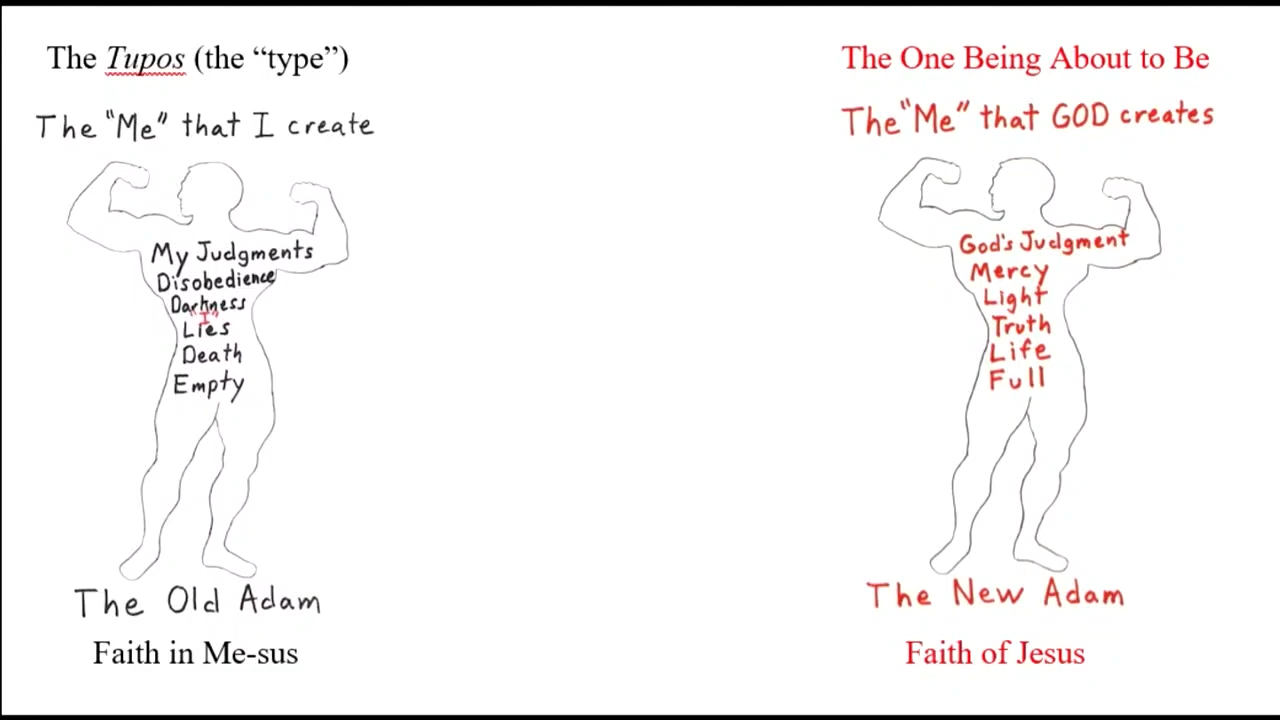 The Tupos (the “type”)
The "Me" that I create
My Judgments
Disobedience
Darkness
"I"
Lies
Death
Empty
The Old Adam
Faith in Me-sus
The One Being About to Be
The "Me" that GOD creates
God's Judgment
Mercy
Light
Truth
Life
Full
The New Adam
Faith of Jesus